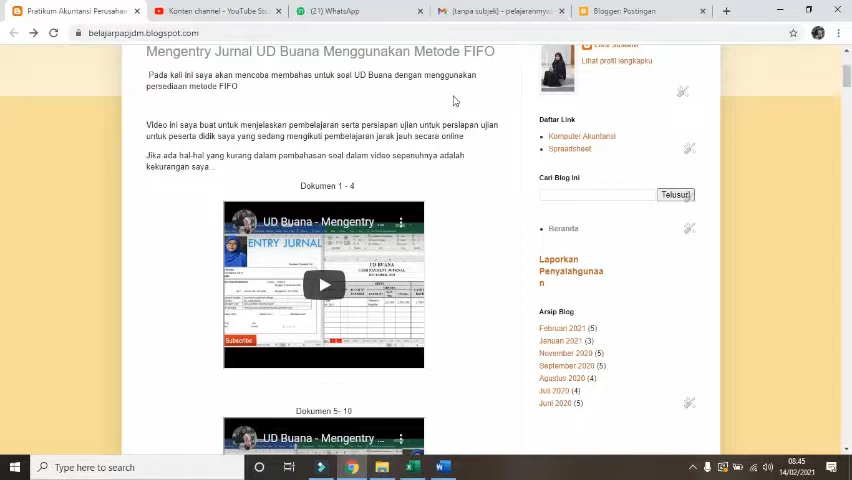 Pratikum Akuntansi Perusahaa
Konten channel - YouTube Stu
(21) WhatsApp
(tanpa subjek) - pelajaranmyol
Blogger: Postingan
belajarpapjdm.blogspot.com
Mengentry Jurnal UD Buana Menggunakan Metode FIFO
Pada kali ini saya akan mencoba membahas untuk soal UD Buana dengan menggunakan
persediaan metode FIFO
Video ini saya buat untuk menjelaskan pembelajaran serta persiapan ujian untuk persiapan ujian
untuk peserta didik saya yang sedang mengikuti pembelajaran jarak jauh secara online
Jika ada hal-hal yang kurang dalam pembahasan soal dalam video sepenuhnya adalah
kekurangan saya...
Dokumen 1 - 4
UD Buana - Mengentry
ENTRY JURNAL
UD BUANA
CASH PAYMENT JOURNAL
Subscribe
Dokumen 5- 10
UD Buana - Mengentry ...
Lihat profil lengkapku
Daftar Link
Komputer Akuntansi
Spreadsheet
Cari Blog Ini
Telusuri
Beranda
Laporkan
Penyalahgunaa
n
Arsip Blog
Februari 2021 (5)
Januari 2021 (3)
November 2020 (5)
September 2020 (5)
Agustus 2020 (4)
Juli 2020 (4)
Juni 2020 (5)
Type here to search
08.45
14/02/2021